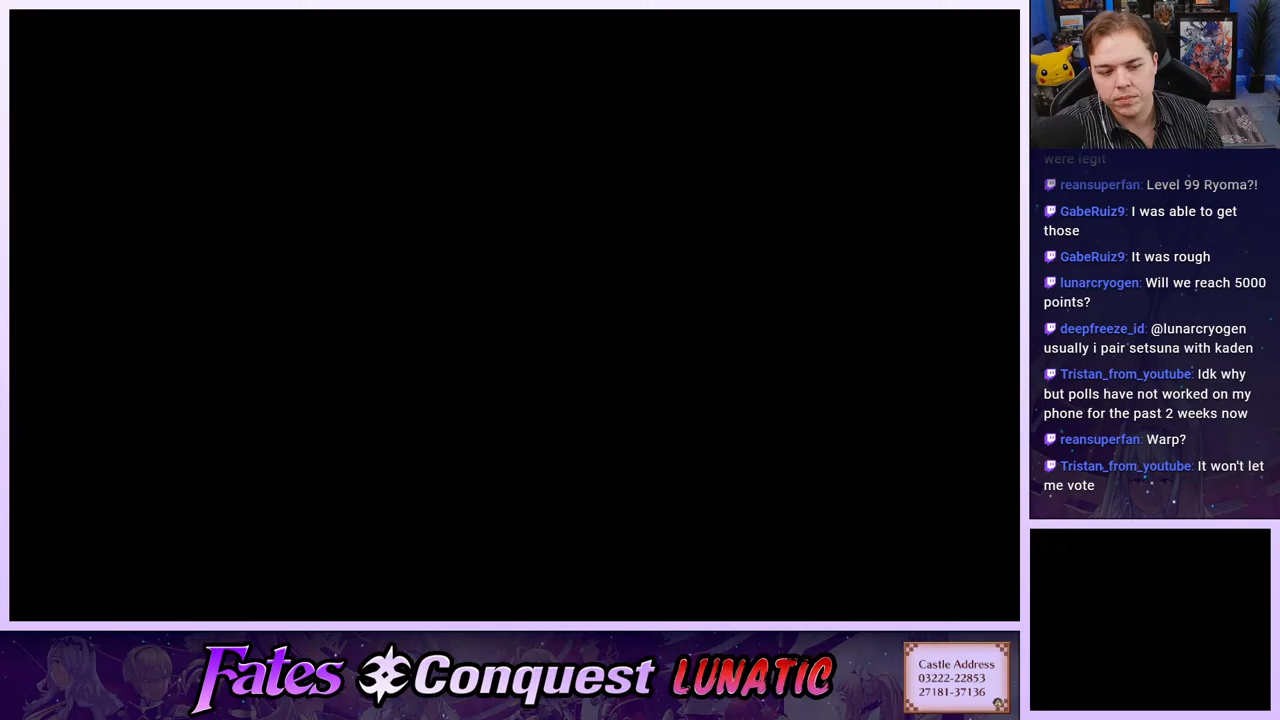 were legit
reansuperfan: Level 99 Ryoma?!
GabeRuiz9: I was able to get
those
GabeRuiz9: It was rough
lunarcryogen: Will we reach 5000
points?
deepfreeze_id: @lunarcryogen
usually i pair setsuna with kaden
Tristan_from_youtube: Idk why
but polls have not worked on my
phone for the past 2 weeks now
reansuperfan: Warp?
Tristan_from_youtube: It won't let
me vote
Fates Conquest LUNATIC
Castle Address
03222-22853
27181-37136